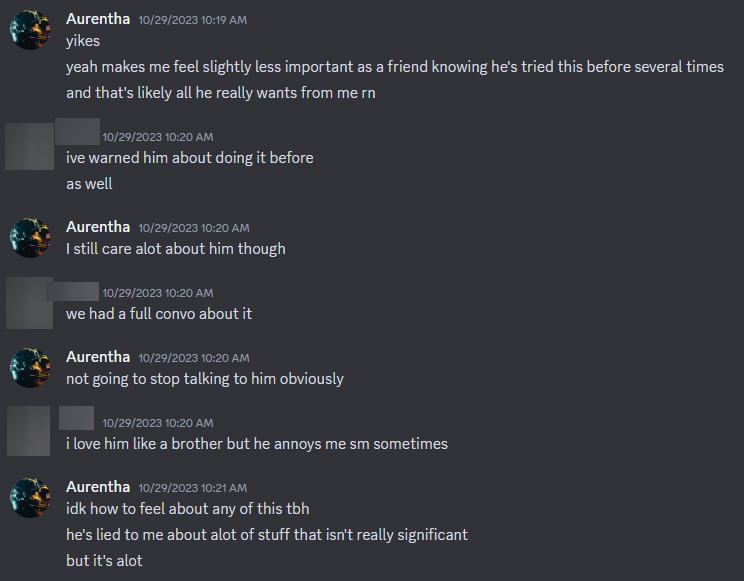 Aurentha 10/29/2023 10:19 AM
yikes
yeah makes me feel slightly less important as a friend knowing he's tried this before several times
and that's likely all he really wants from me rn
10/29/2023 10:20 AM
ive warned him about doing it before
as well
Aurentha 10/29/2023 10:20 AM
I still care alot about him though
10/29/2023 10:20 AM
we had a full convo about it
Aurentha 10/29/2023 10:20 AM
not going to stop talking to him obviously
10/29/2023 10:20 AM
i love him like a brother but he annoys me sm sometimes
Aurentha 10/29/2023 10:21 AM
idk how to feel about any of this tbh
he's lied to me about alot of stuff that isn't really significant
but it's alot